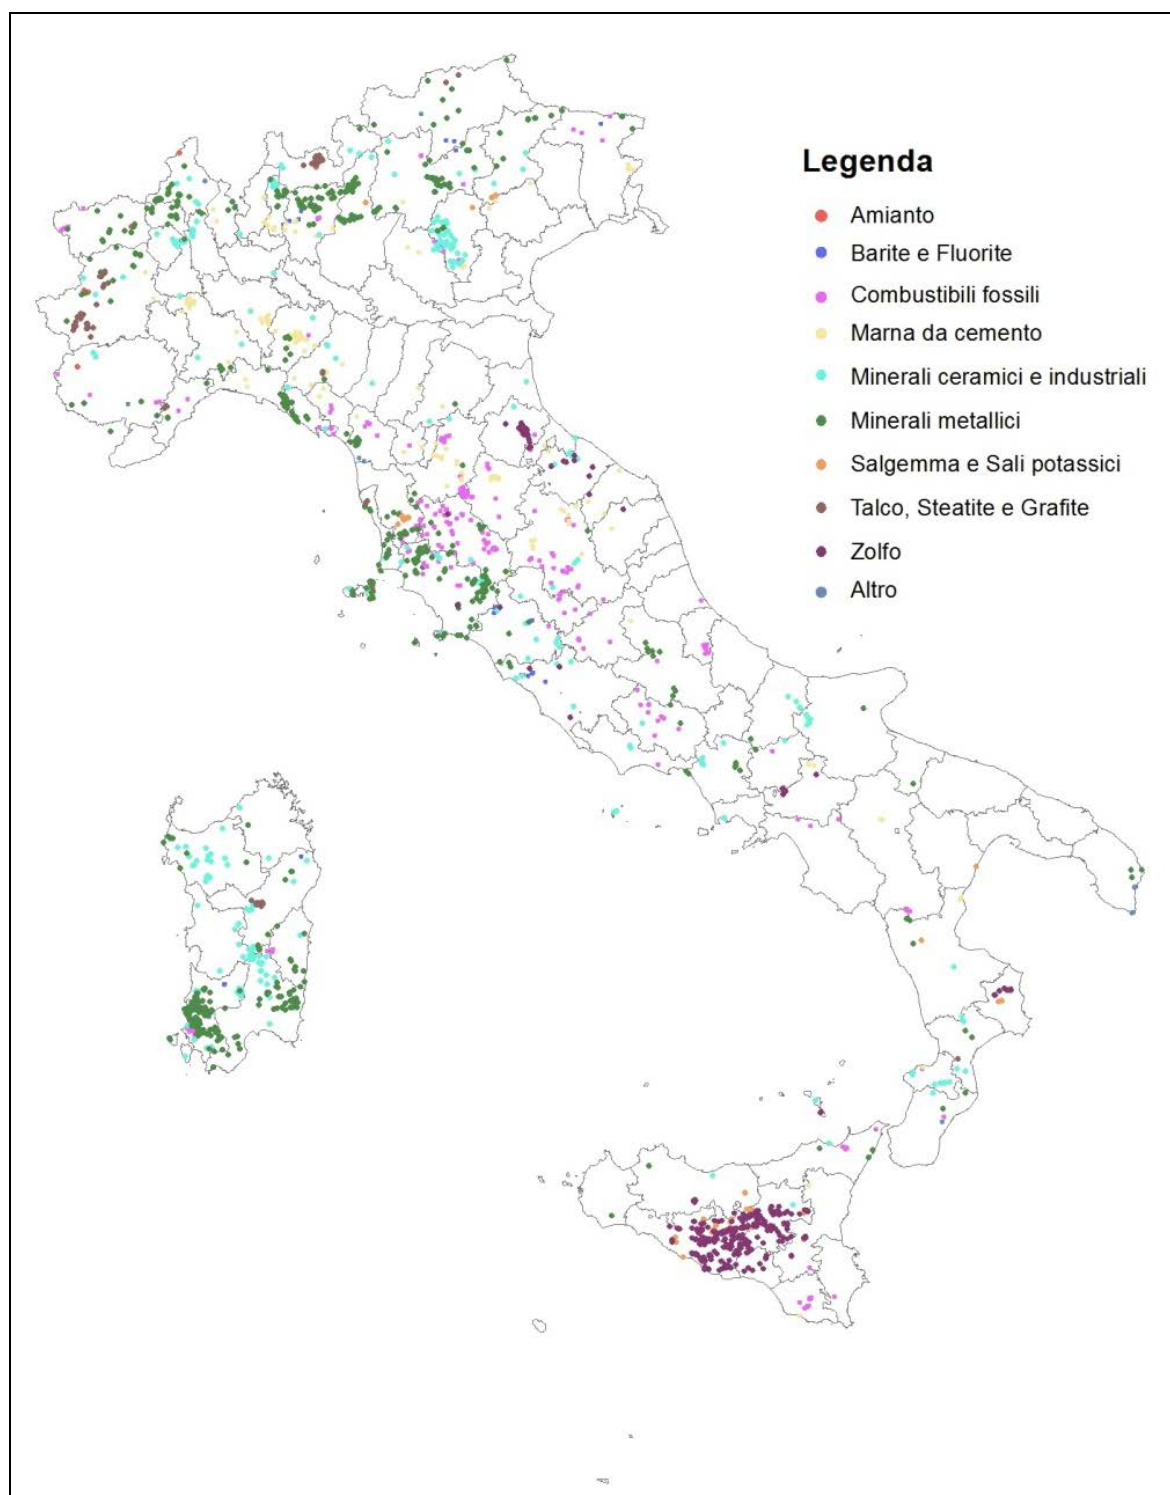 Legenda
Amianto
Barite e Fluorite
Combustibili fossili
Marna da cemento
Minerali ceramici e industriali
Minerali metallici
Salgemma e Sali potassici
Talco, Steatite e Grafite
Zolfo
Altro